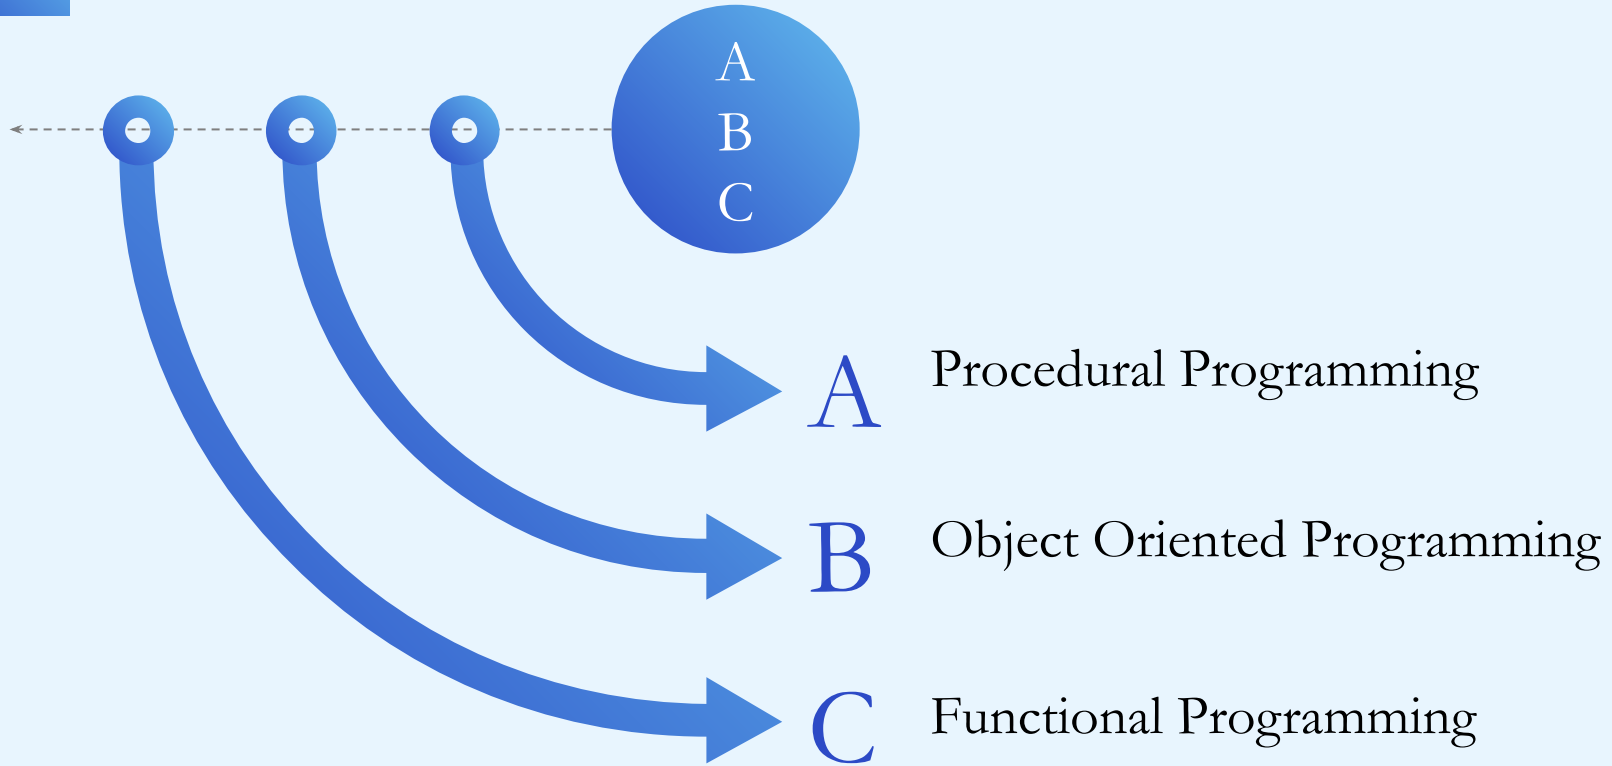 A
B
C
A Procedural Programming
B Object Oriented Programming
C Functional Programming